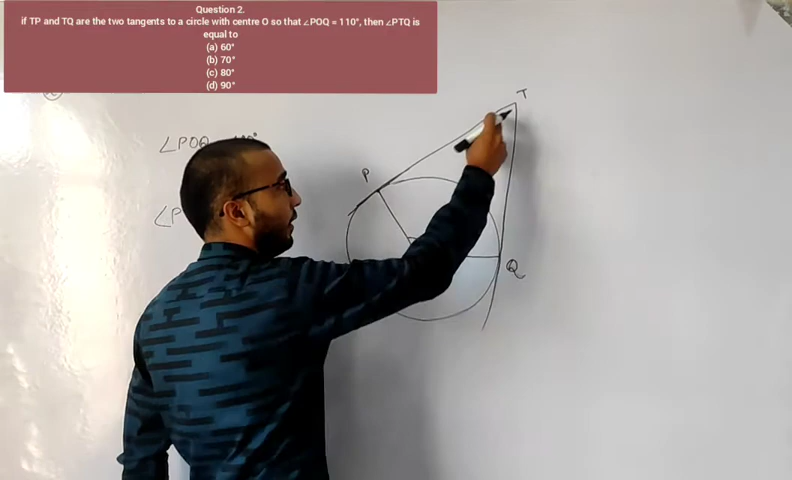 Question 2.
if TP and TQ are the two tangents to a circle with centre O so that ∠POQ = 110°, then ∠PTQ is
equal to
(a) 60°
(b) 70°
(c) 80°
(d) 90°
T
∠POQ
P
∠P
Q